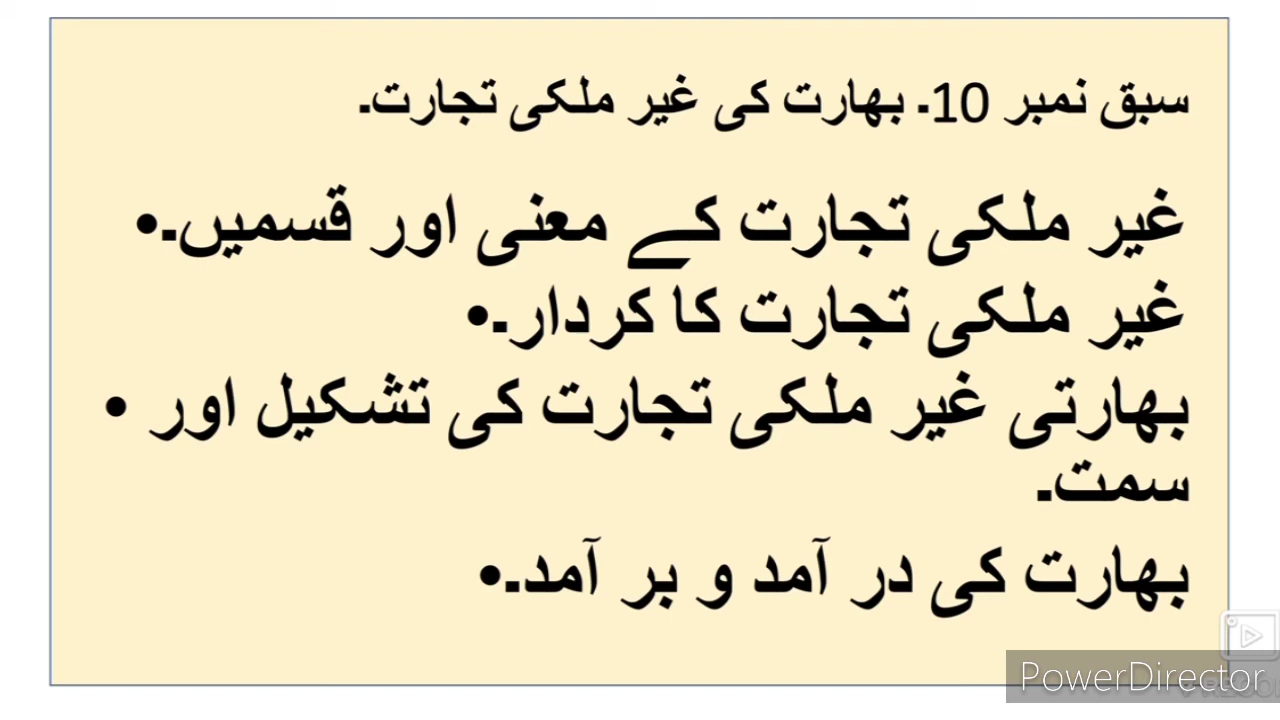 سبق نمبر 10۔ بھارت کی غیر ملکی تجارت۔
غیر ملکی تجارت کے معنی اور قسمیں۔•
غیر ملکی تجارت کا کردار۔•
بھارتی غیر ملکی تجارت کی تشکیل اور •
سمت۔
بھارت کی در آمد و بر آمد۔•
PowerDirector